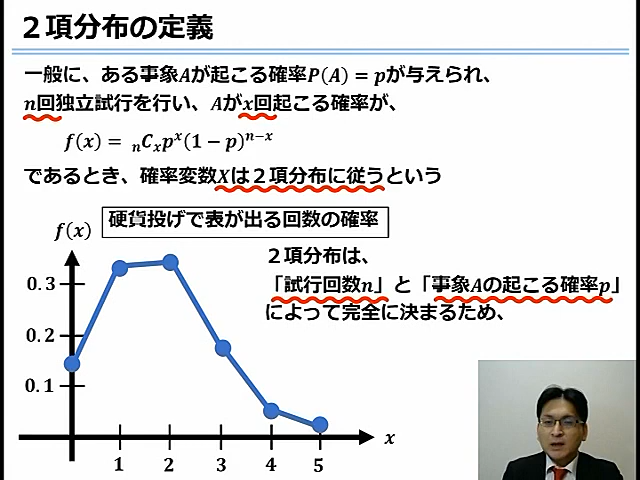 ２項分布の定義
一般に、ある事象Aが起こる確率P(A) = pが与えられ、
n回独立試行を行い、Aがx回起こる確率が、
f(x) = ₙCₓpˣ(1 − p)ⁿ⁻ˣ
であるとき、確率変数Xは２項分布に従うという
f(x)
硬貨投げで表が出る回数の確率
２項分布は、
「試行回数n」と「事象Aの起こる確率p」
によって完全に決まるため、
0.3
0.2
0.1
x
1 2 3 4 5